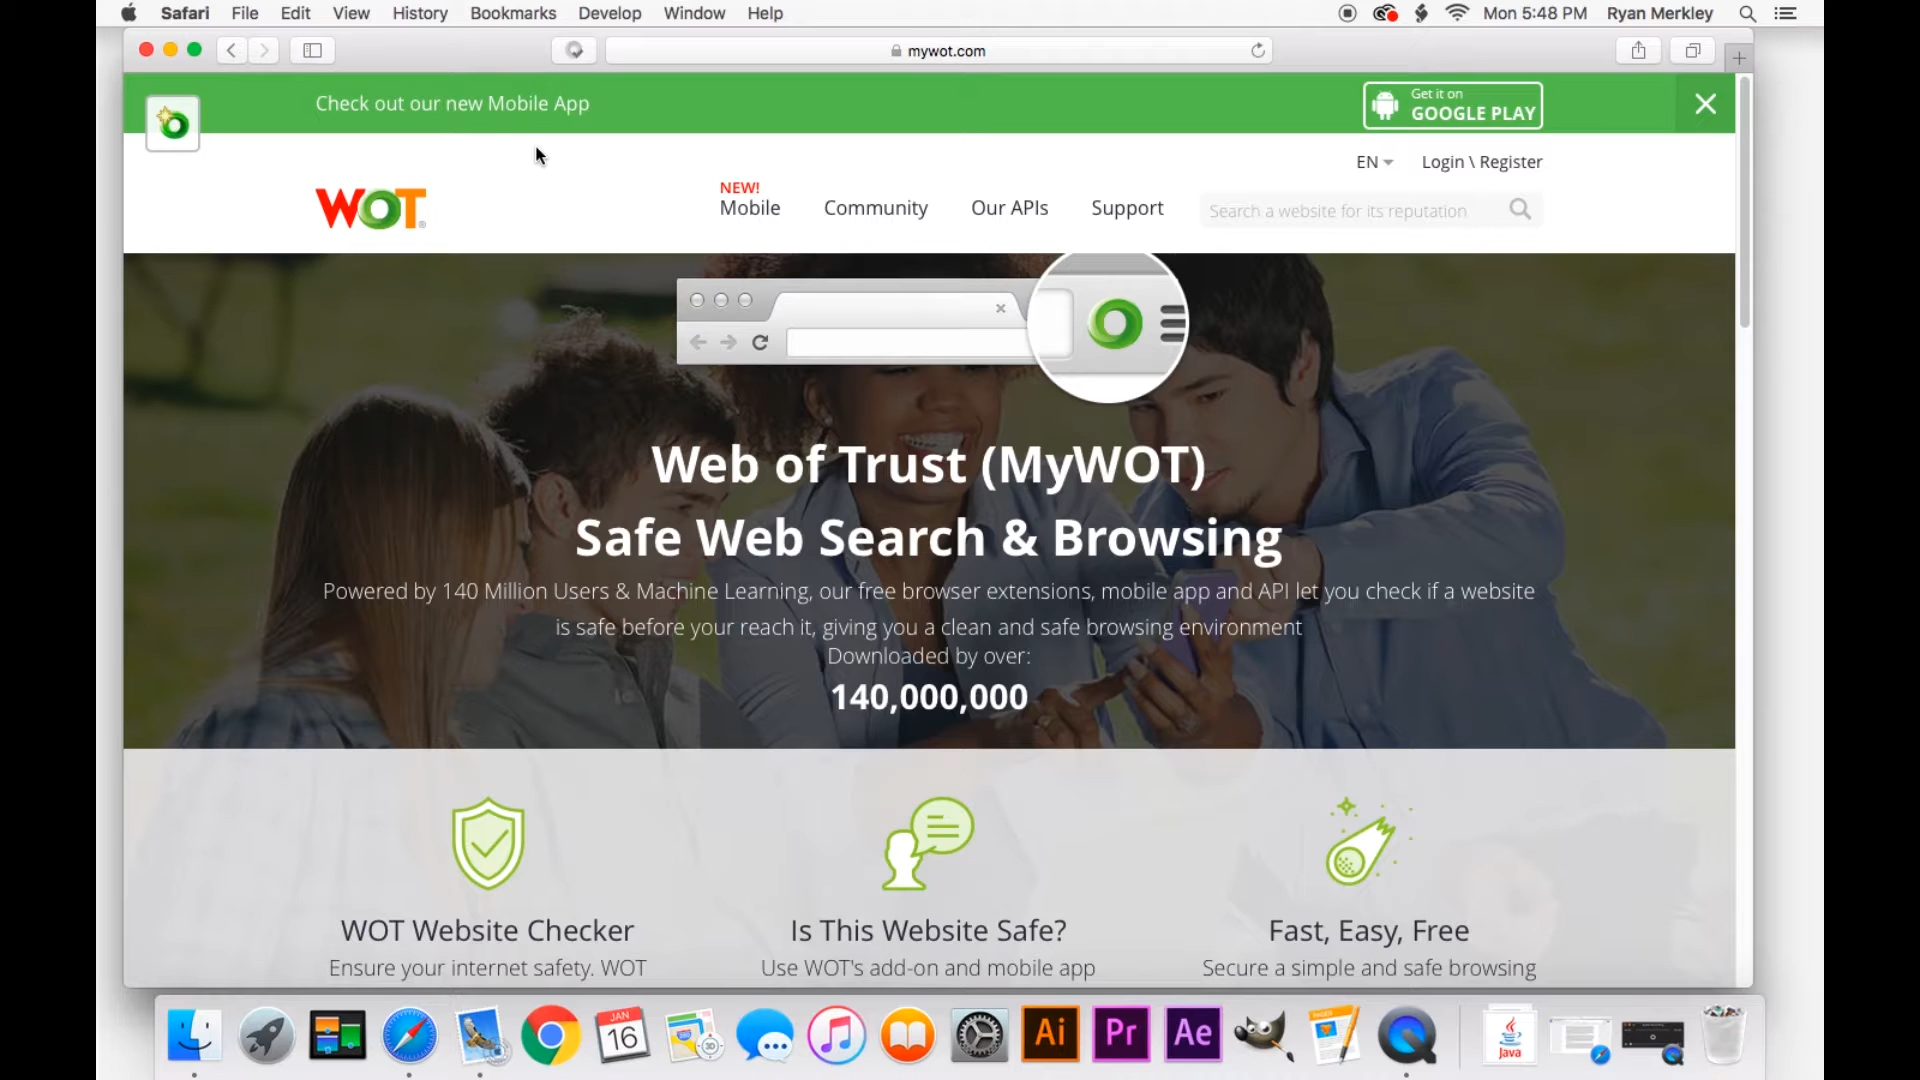 Safari File Edit View History Bookmarks Develop Window Help Mon 5:48 PM Ryan Merkley
mywot.com
Check out our new Mobile App
Get it on
GOOGLE PLAY
EN Login \ Register
WOT®
NEW!
Mobile Community Our APIs Support Search a website for its reputation
Web of Trust (MyWOT)
Safe Web Search & Browsing
Powered by 140 Million Users & Machine Learning, our free browser extensions, mobile app and API let you check if a website
is safe before your reach it, giving you a clean and safe browsing environment
Downloaded by over:
140,000,000
WOT Website Checker
Ensure your internet safety. WOT
Is This Website Safe?
Use WOT's add-on and mobile app
Fast, Easy, Free
Secure a simple and safe browsing
JAN
16
Ai
Pr
Ae
Java